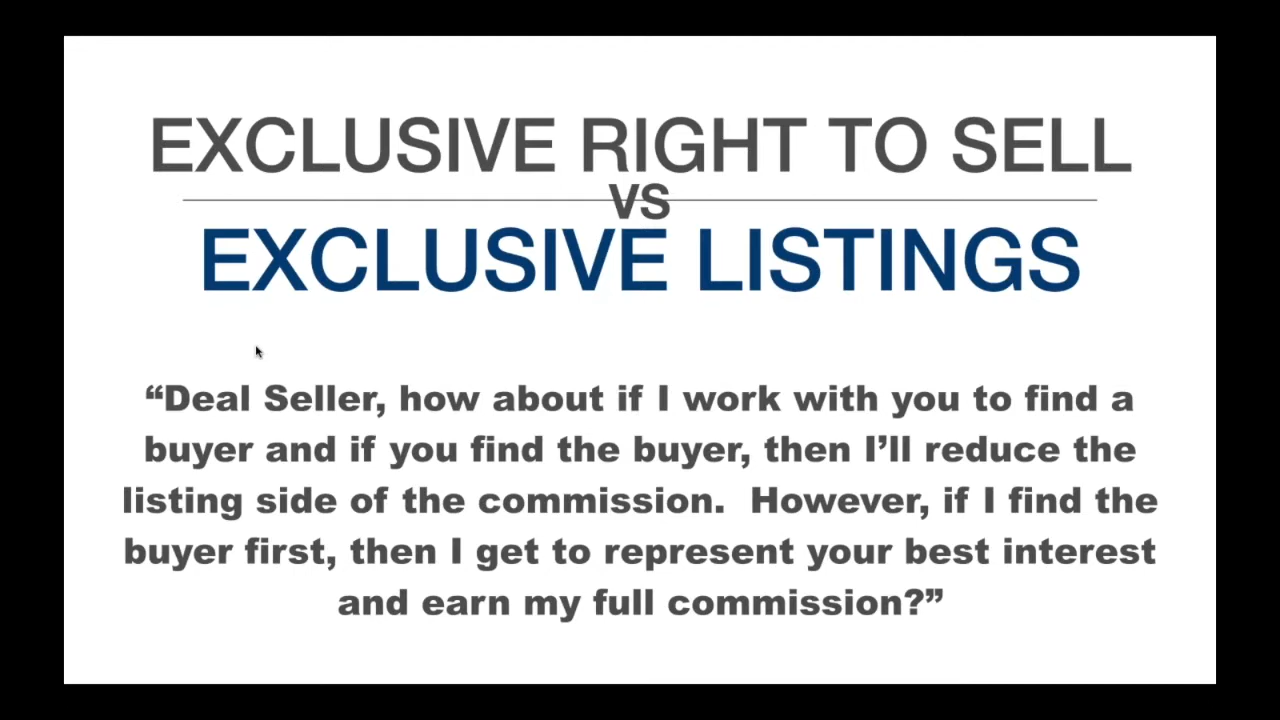 EXCLUSIVE RIGHT TO SELL
VS
EXCLUSIVE LISTINGS
“Deal Seller, how about if I work with you to find a
buyer and if you find the buyer, then I’ll reduce the
listing side of the commission.  However, if I find the
buyer first, then I get to represent your best interest
and earn my full commission?”